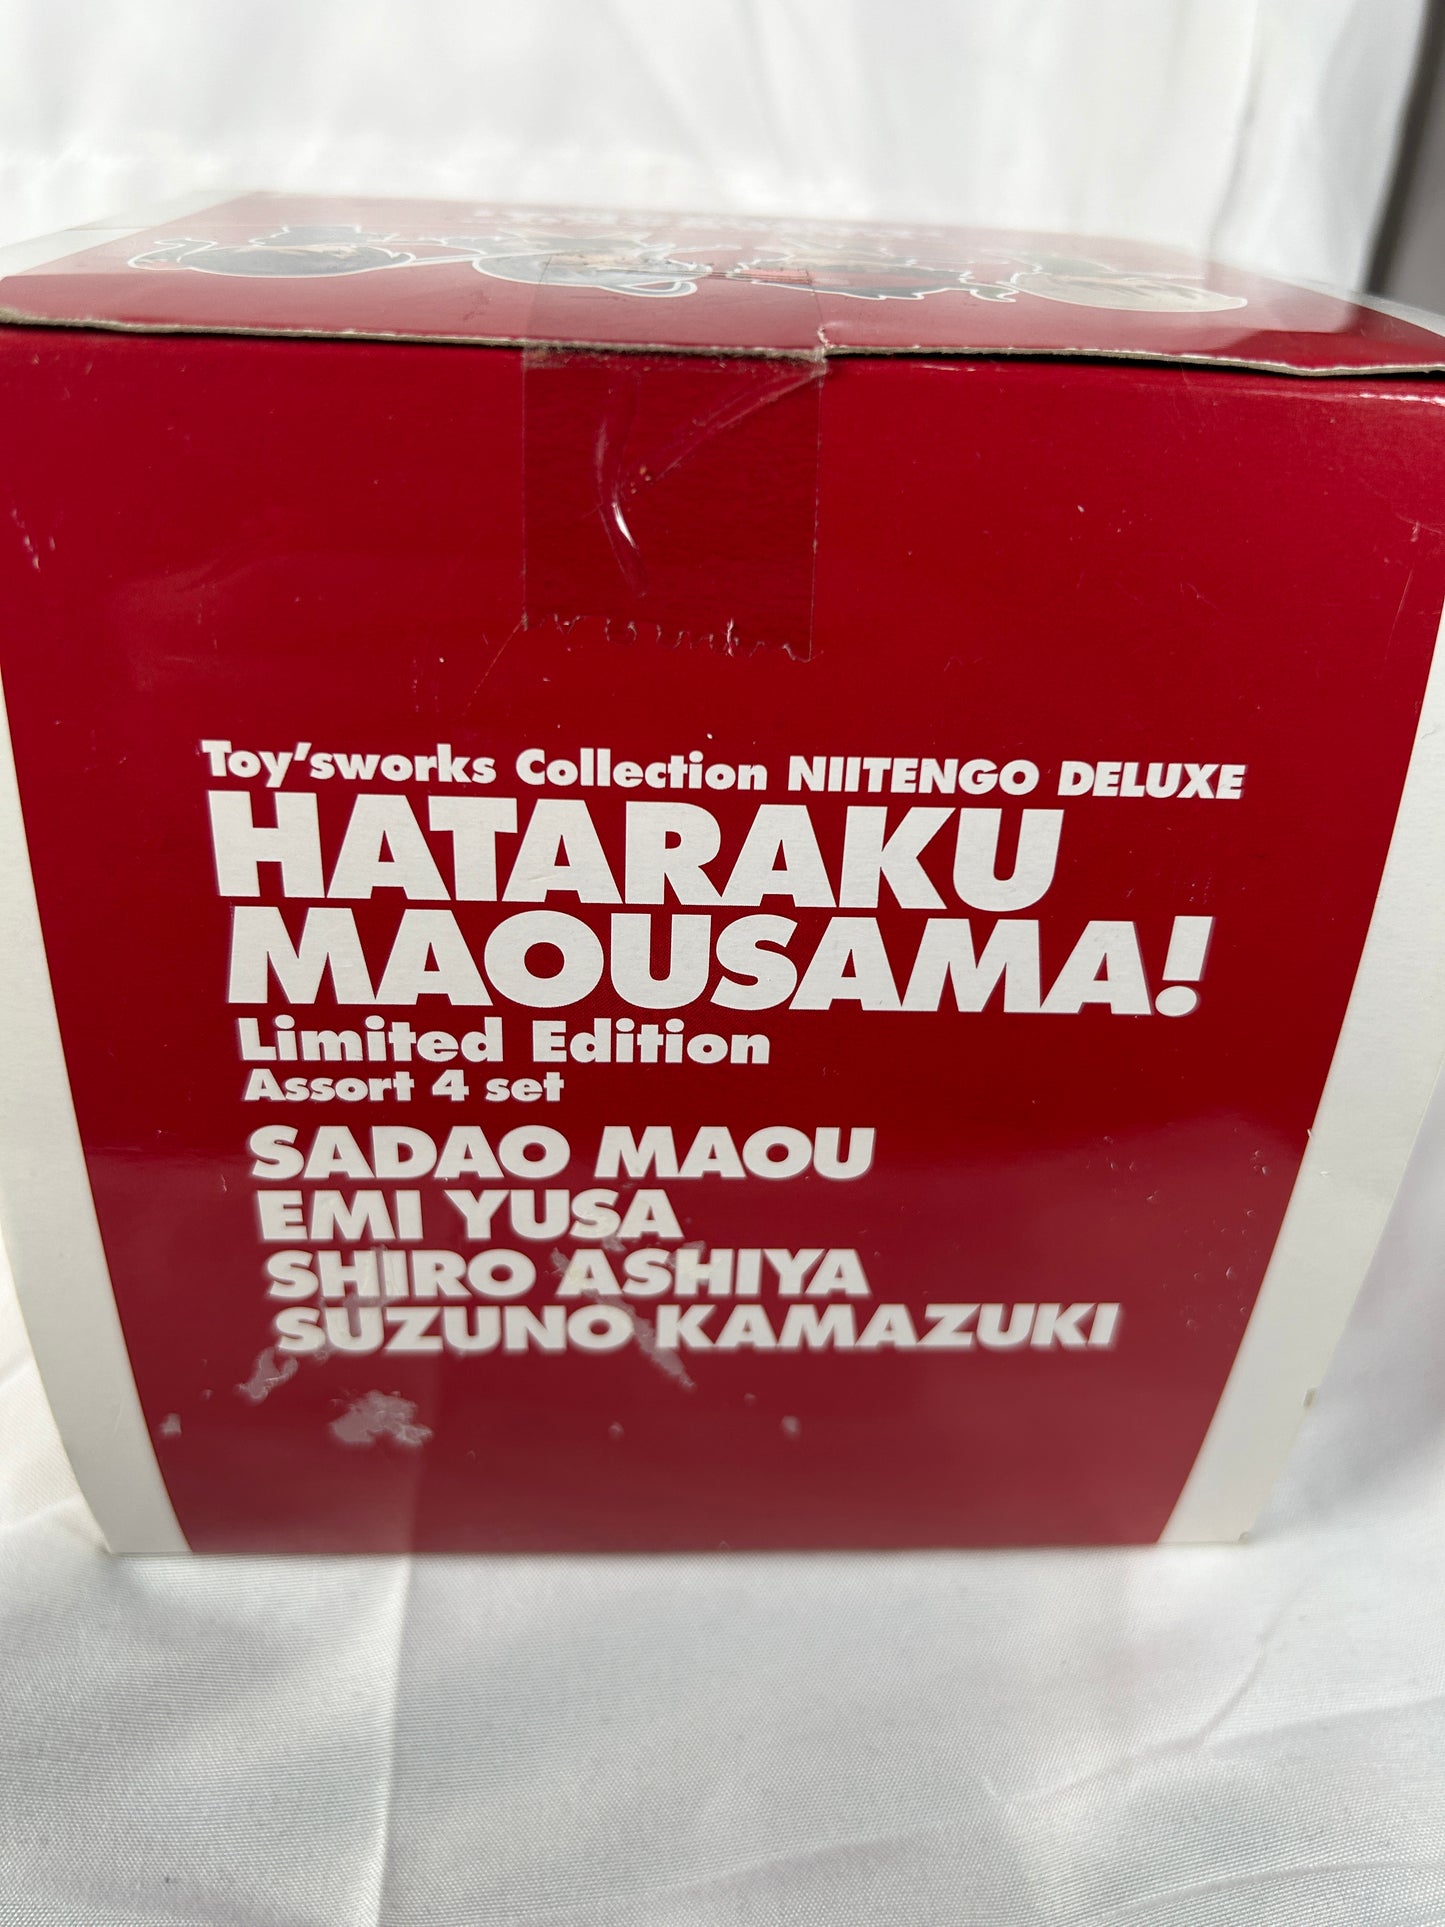 Toy'sworks Collection NIITENGO DELUXE
HATARAKU
MAOUSAMA!
Limited Edition
Assort 4 set
SADAO MAOU
EMI YUSA
SHIRO ASHIYA
SUZUNO KAMAZUKI